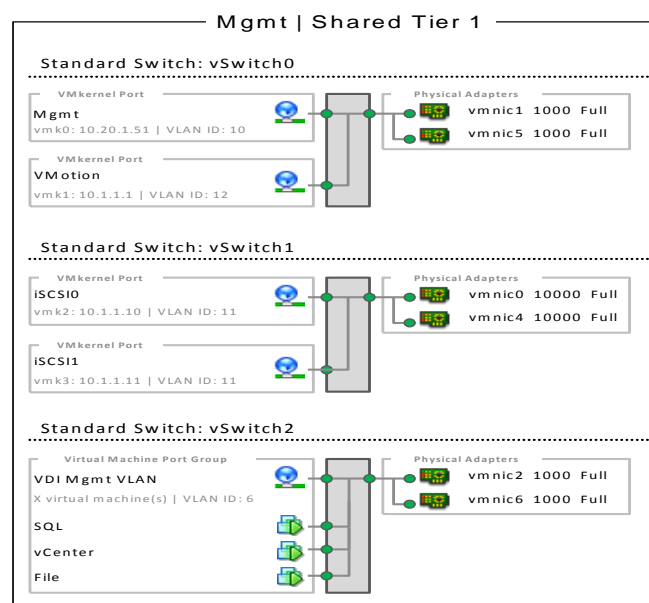 Mgmt | Shared Tier 1
Standard Switch: vSwitch0
VMkernel Port
Physical Adapters
Mgmt
vmnic1 1000 Full
vmk0: 10.20.1.51 | VLAN ID: 10
vmnic5 1000 Full
VMkernel Port
VMotion
vmk1: 10.1.1.1 | VLAN ID: 12
Standard Switch: vSwitch1
VMkernel Port
Physical Adapters
iSCSI0
vmnic0 10000 Full
vmk2: 10.1.1.10 | VLAN ID: 11
vmnic4 10000 Full
VMkernel Port
iSCSI1
vmk3: 10.1.1.11 | VLAN ID: 11
Standard Switch: vSwitch2
Virtual Machine Port Group
Physical Adapters
VDI Mgmt VLAN
vmnic2 1000 Full
X virtual machine(s) | VLAN ID: 6
vmnic6 1000 Full
SQL
vCenter
File